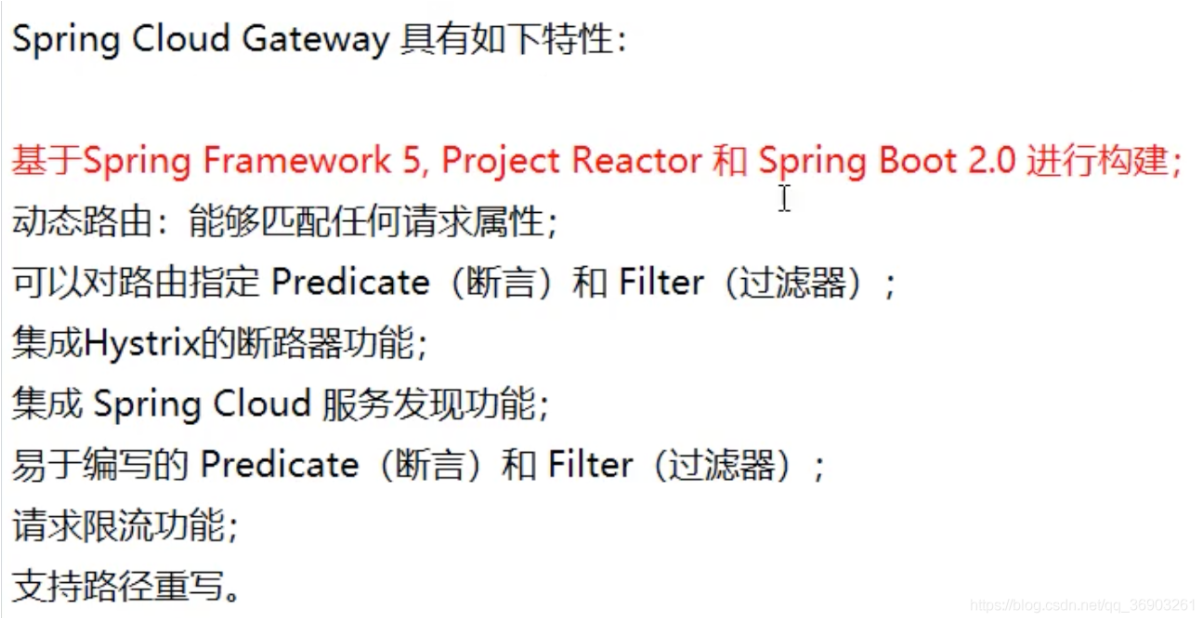 Spring Cloud Gateway 具有如下特性：
基于Spring Framework 5, Project Reactor 和 Spring Boot 2.0 进行构建；
动态路由：能够匹配任何请求属性；
可以对路由指定 Predicate（断言）和 Filter（过滤器）；
集成Hystrix的断路器功能；
集成 Spring Cloud 服务发现功能；
易于编写的 Predicate（断言）和 Filter（过滤器）；
请求限流功能；
支持路径重写。
https://blog.csdn.net/qq_36903261